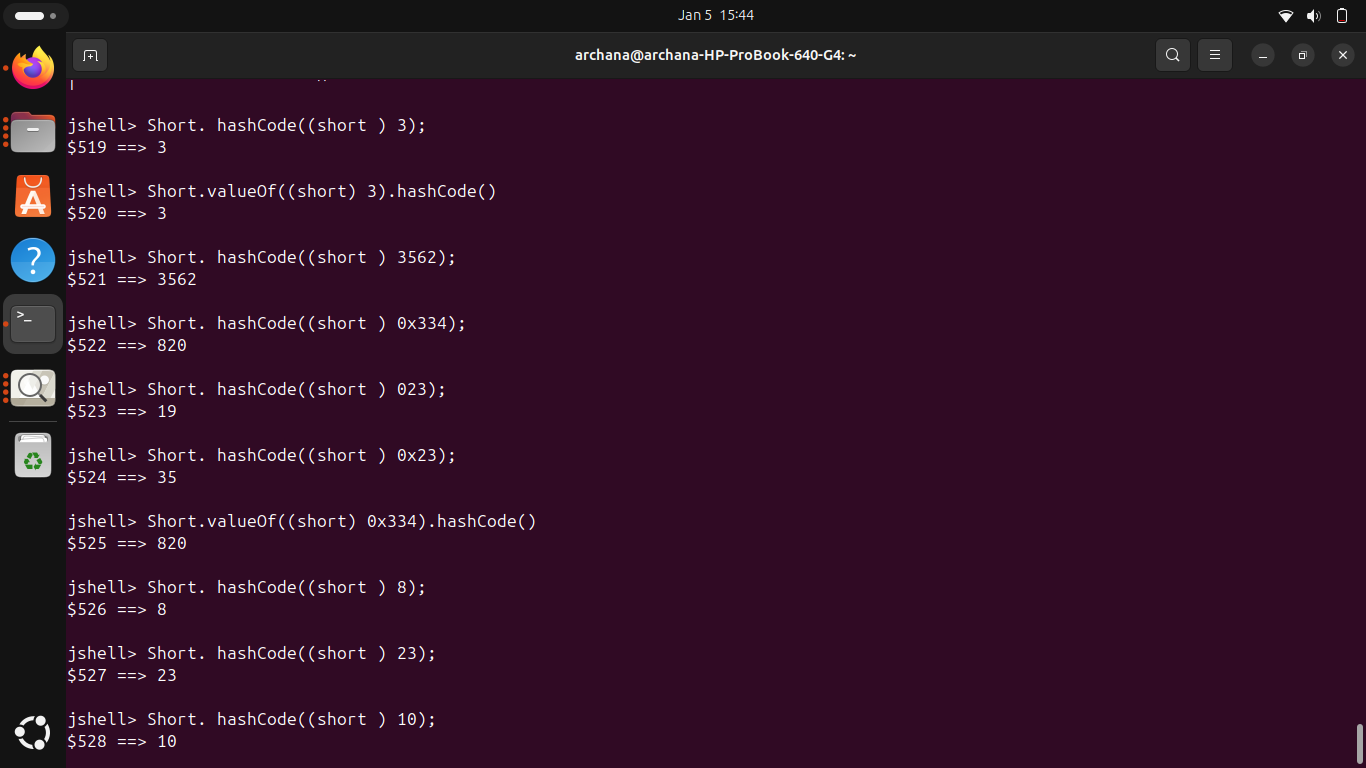 Jan 5 15:44
archana@archana-HP-ProBook-640-G4: ~
jshell> Short. hashCode((short ) 3);
$519 ==> 3
jshell> Short.valueOf((short) 3).hashCode()
$520 ==> 3
jshell> Short. hashCode((short ) 3562);
$521 ==> 3562
jshell> Short. hashCode((short ) 0x334);
$522 ==> 820
jshell> Short. hashCode((short ) 023);
$523 ==> 19
jshell> Short. hashCode((short ) 0x23);
$524 ==> 35
jshell> Short.valueOf((short) 0x334).hashCode()
$525 ==> 820
jshell> Short. hashCode((short ) 8);
$526 ==> 8
jshell> Short. hashCode((short ) 23);
$527 ==> 23
jshell> Short. hashCode((short ) 10);
$528 ==> 10